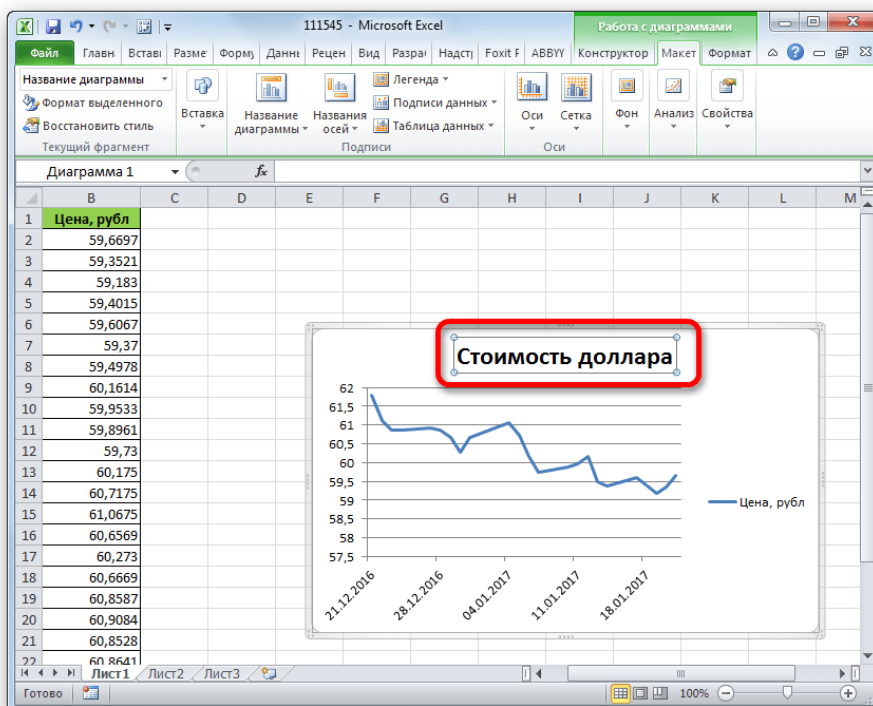 111545 - Microsoft Excel
Работа с диаграммами
Файл Главн Встаі Разме Форму Даннн Рецен Вид Разраі Надстр Foxit F ABBYY Конструктор Макет Формат
Название диаграммы
Формат выделенного
Восстановить стиль
Текущий фрагмент
Вставка
Название диаграммы
Названия осей
Легенда
Подписи данных
Таблица данных
Подписи
Оси
Сетка
Оси
Фон
Анализ
Свойства
Диаграмма 1 fx
B C D E F G H I J K L M
1 Цена, рубл
2 59,6697
3 59,3521
4 59,183
5 59,4015
6 59,6067
7 59,37
8 59,4978
9 60,1614
10 59,9533
11 59,8961
12 59,73
13 60,175
14 60,7175
15 61,0675
16 60,6569
17 60,273
18 60,6669
19 60,8587
20 60,9084
21 60,8528
22 60,8641
Стоимость доллара
62
61,5
61
60,5
60
59,5
59
58,5
58
57,5
21.12.2016
28.12.2016
04.01.2017
11.01.2017
18.01.2017
Цена, рубл
Лист1 Лист2 Лист3
Готово 100%